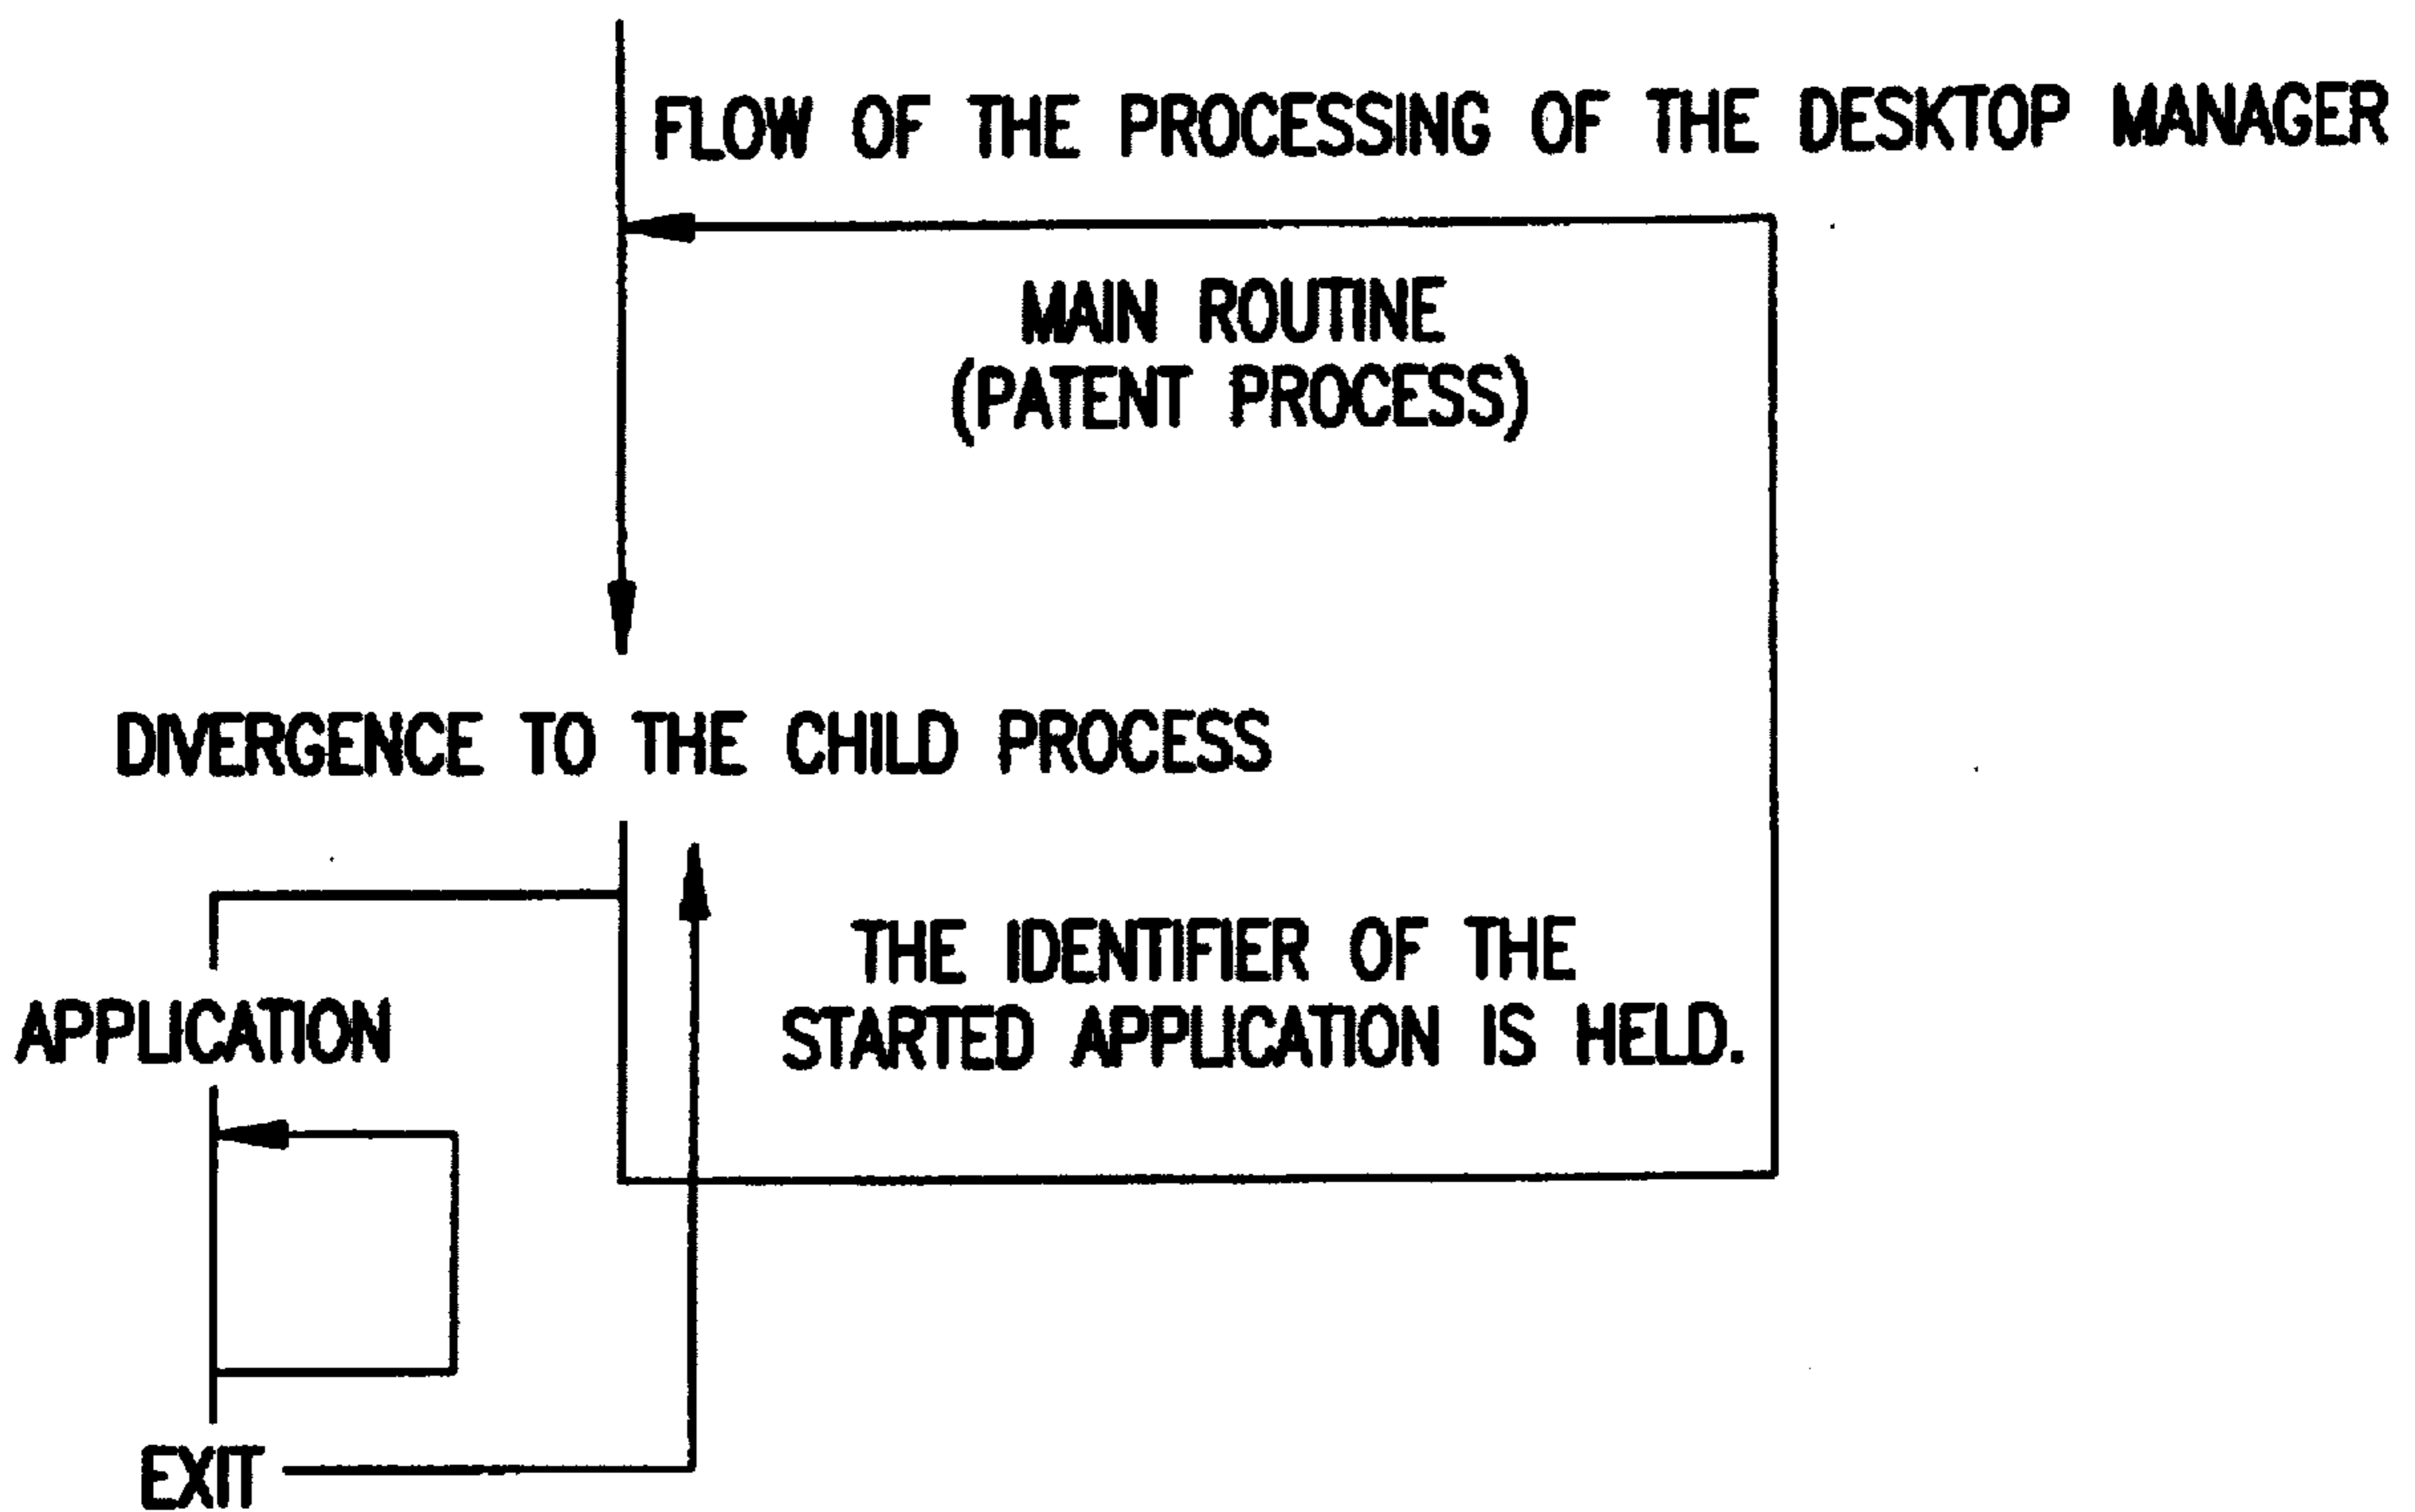 FLOW OF THE PROCESSING OF THE DESKTOP MANAGER
MAIN ROUTINE
(PATENT PROCESS)
DIVERGENCE TO THE CHILD PROCESS
THE IDENTIFIER OF THE
STARTED APPLICATION IS HELD.
APPLICATION
EXIT